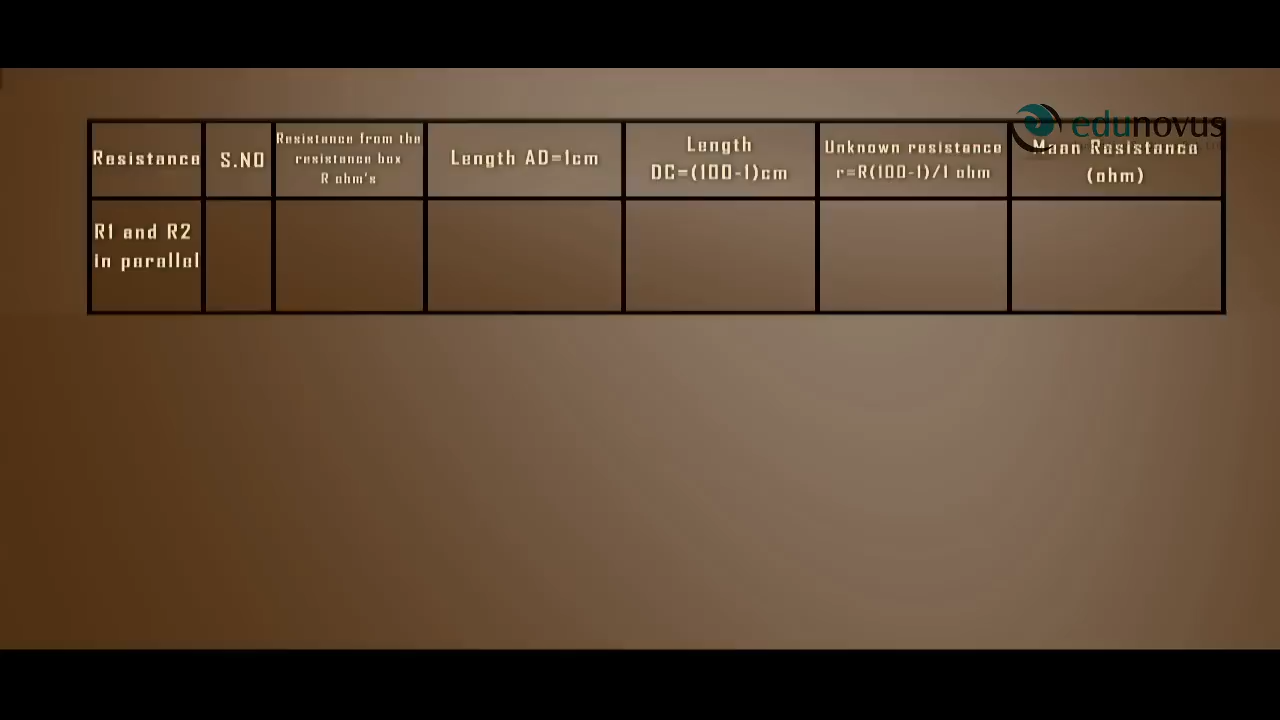 edunovus
Resistance
S.NO
Resistance from the
resistance box
R ohm's
Length AD=lcm
Length
DC=(100-l)cm
Unknown resistance
r=R(100-l)/l ohm
Mean Resistance
(ohm)
R1 and R2
in parallel